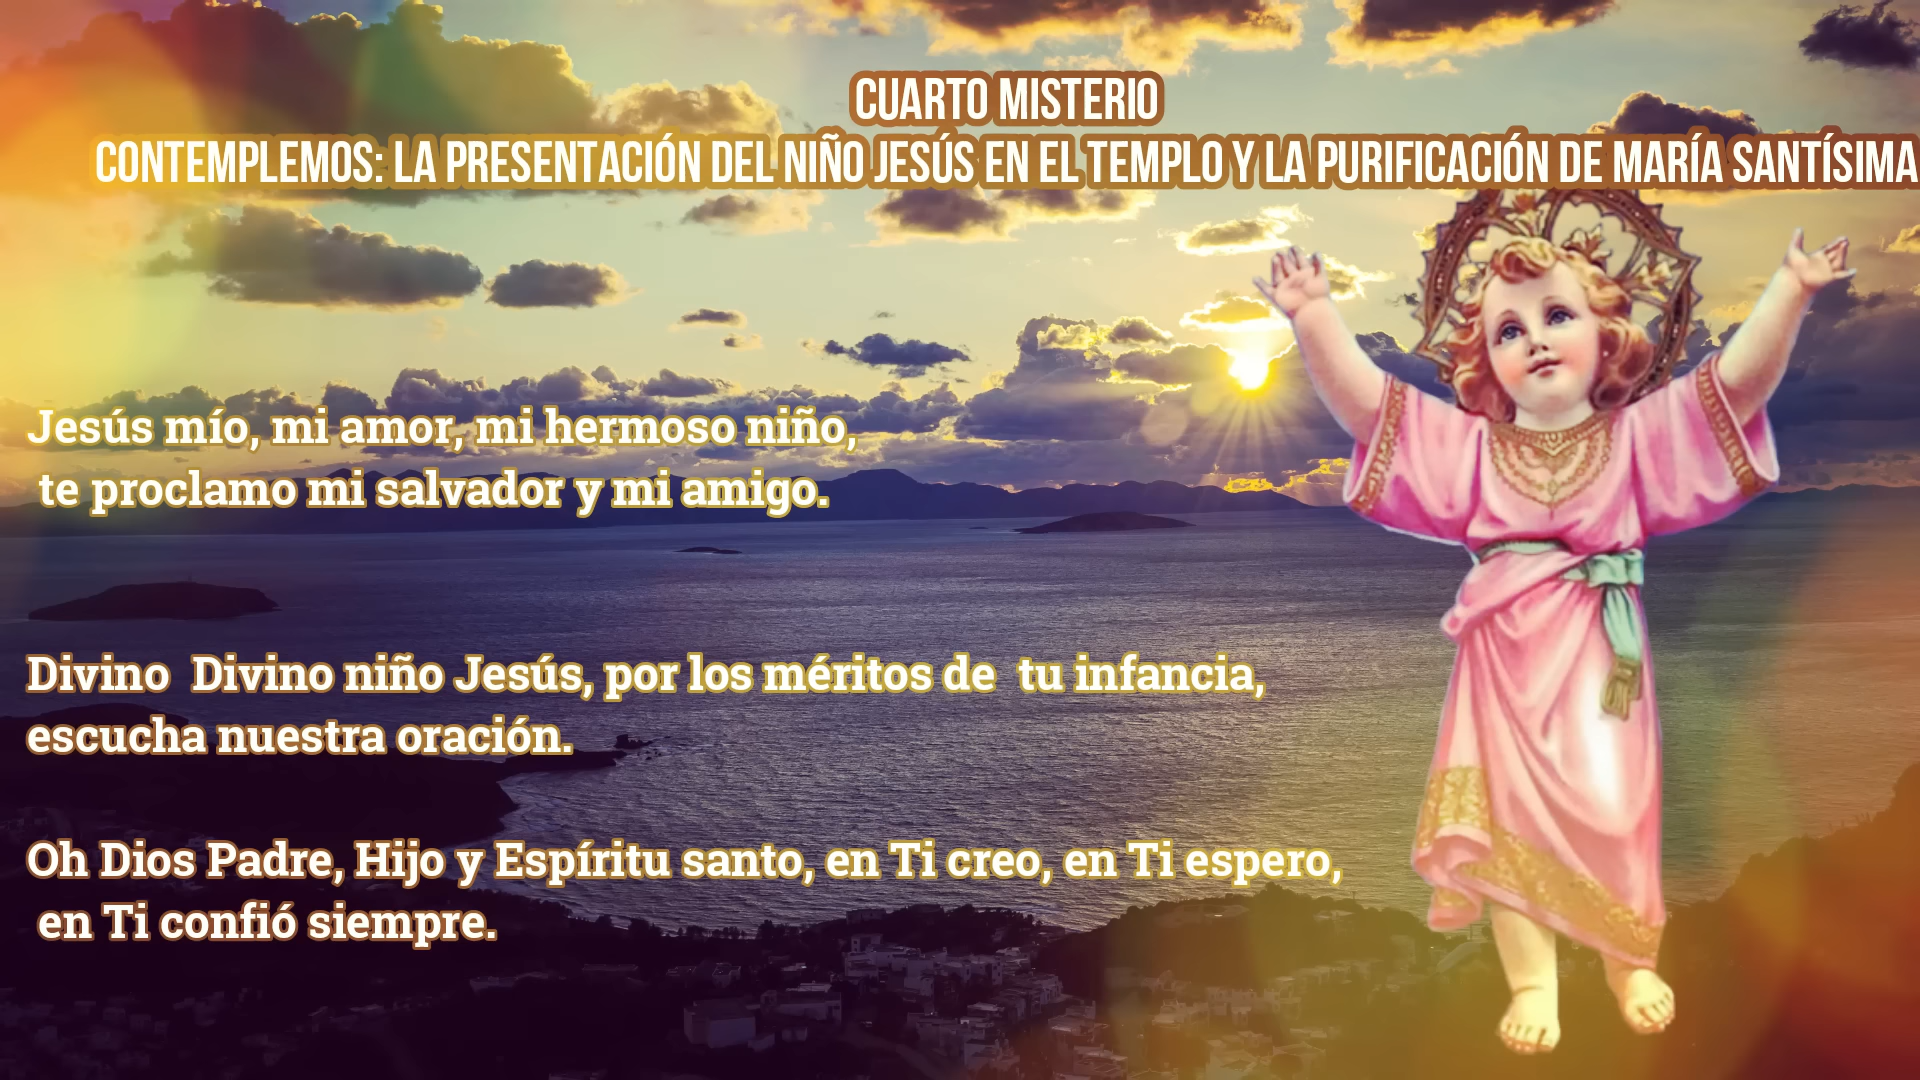 CUARTO MISTERIO
CONTEMPLEMOS: LA PRESENTACIÓN DEL NIÑO JESÚS EN EL TEMPLO Y LA PURIFICACIÓN DE MARÍA SANTÍSIMA
Jesús mío, mi amor, mi hermoso niño,
te proclamo mi salvador y mi amigo.
Divino  Divino niño Jesús, por los méritos de  tu infancia,
escucha nuestra oración.
Oh Dios Padre, Hijo y Espíritu santo, en Ti creo, en Ti espero,
en Ti confió siempre.